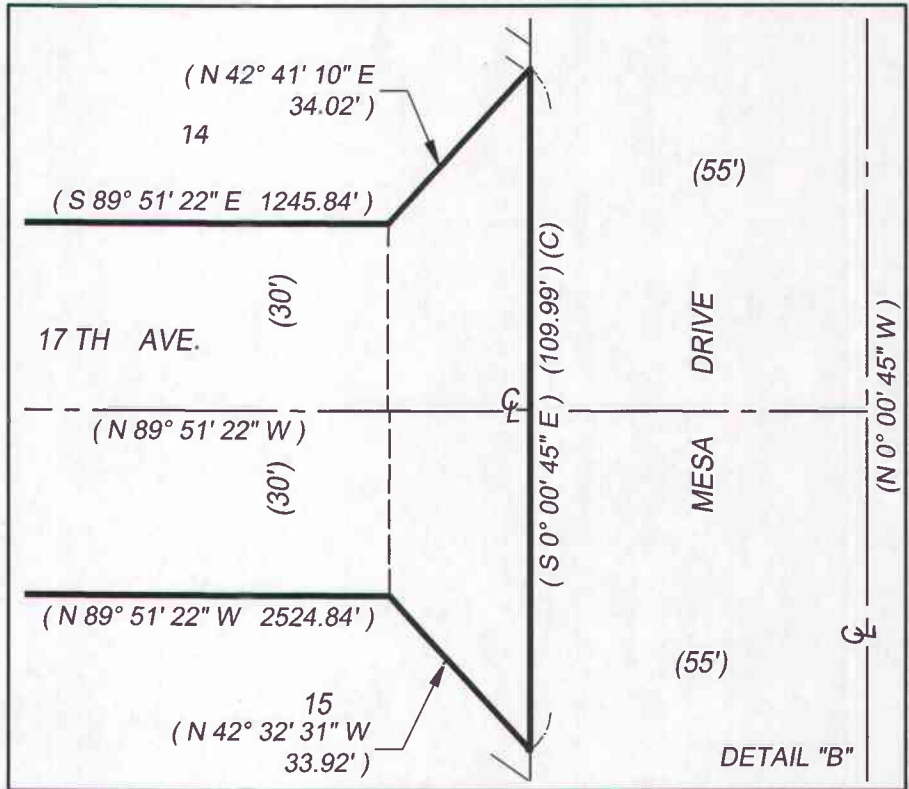 ( N 42° 41' 10" E
34.02' )
14
(55')
( S 89° 51' 22" E 1245.84' )
(30')
17 TH AVE.
( S 0° 00' 45" E ) (109.99' ) (C)
MESA DRIVE
(N 0° 00' 45" W )
℄
( N 89° 51' 22" W )
(30')
( N 89° 51' 22" W 2524.84' )
℄
(55')
15
( N 42° 32' 31" W
33.92' )
DETAIL "B"